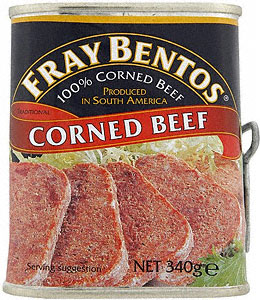 FRAY BENTOS®
100% CORNED BEEF
PRODUCED
IN SOUTH AMERICA
TRADITIONAL
CORNED BEEF
NET 340g℮
Serving suggestion